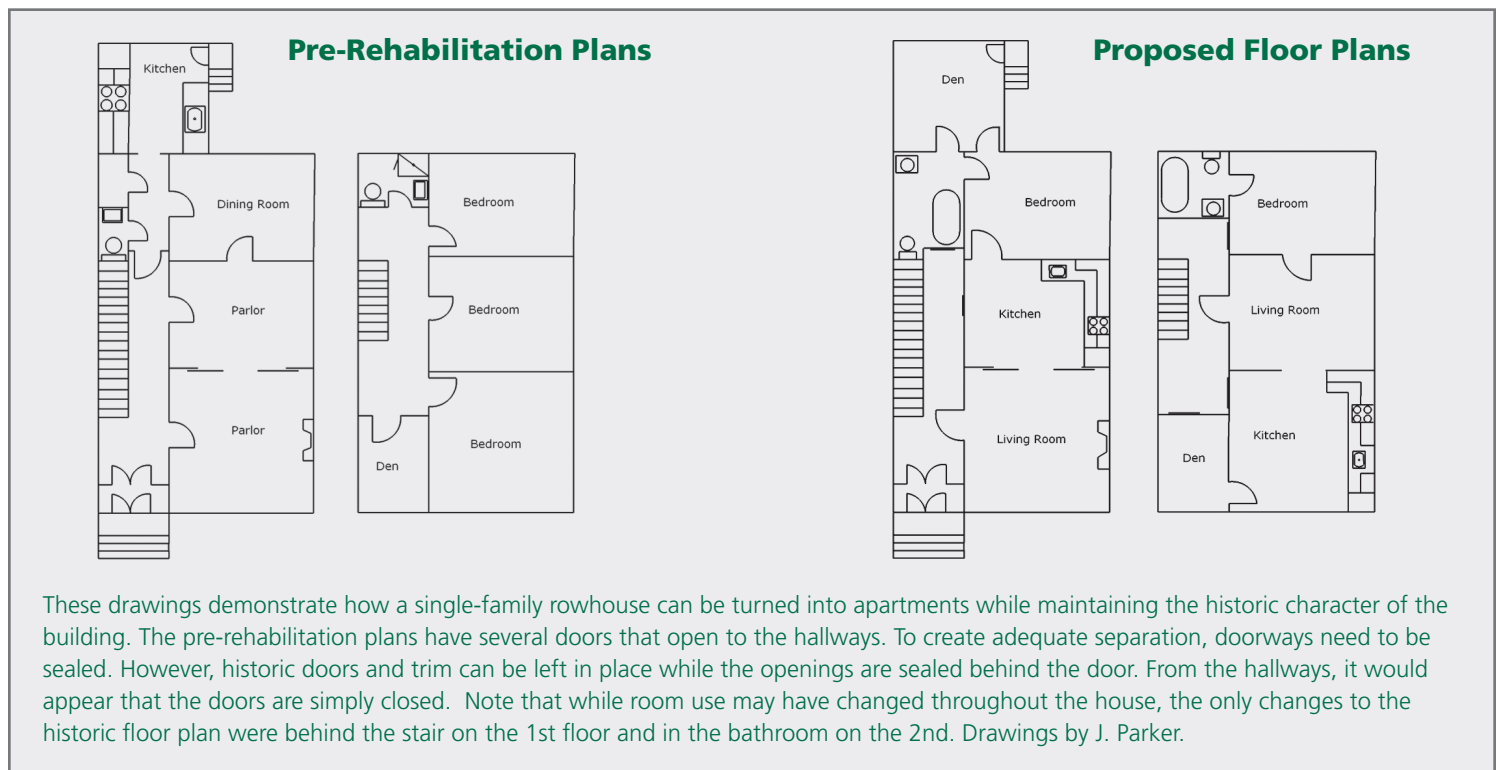 Pre-Rehabilitation Plans
Kitchen
Dining Room
Parlor
Parlor
Bedroom
Bedroom
Bedroom
Den
Proposed Floor Plans
Den
Bedroom
Kitchen
Living Room
Bedroom
Living Room
Kitchen
Den
These drawings demonstrate how a single-family rowhouse can be turned into apartments while maintaining the historic character of the
building. The pre-rehabilitation plans have several doors that open to the hallways. To create adequate separation, doorways need to be
sealed. However, historic doors and trim can be left in place while the openings are sealed behind the door. From the hallways, it would
appear that the doors are simply closed.  Note that while room use may have changed throughout the house, the only changes to the
historic floor plan were behind the stair on the 1st floor and in the bathroom on the 2nd. Drawings by J. Parker.